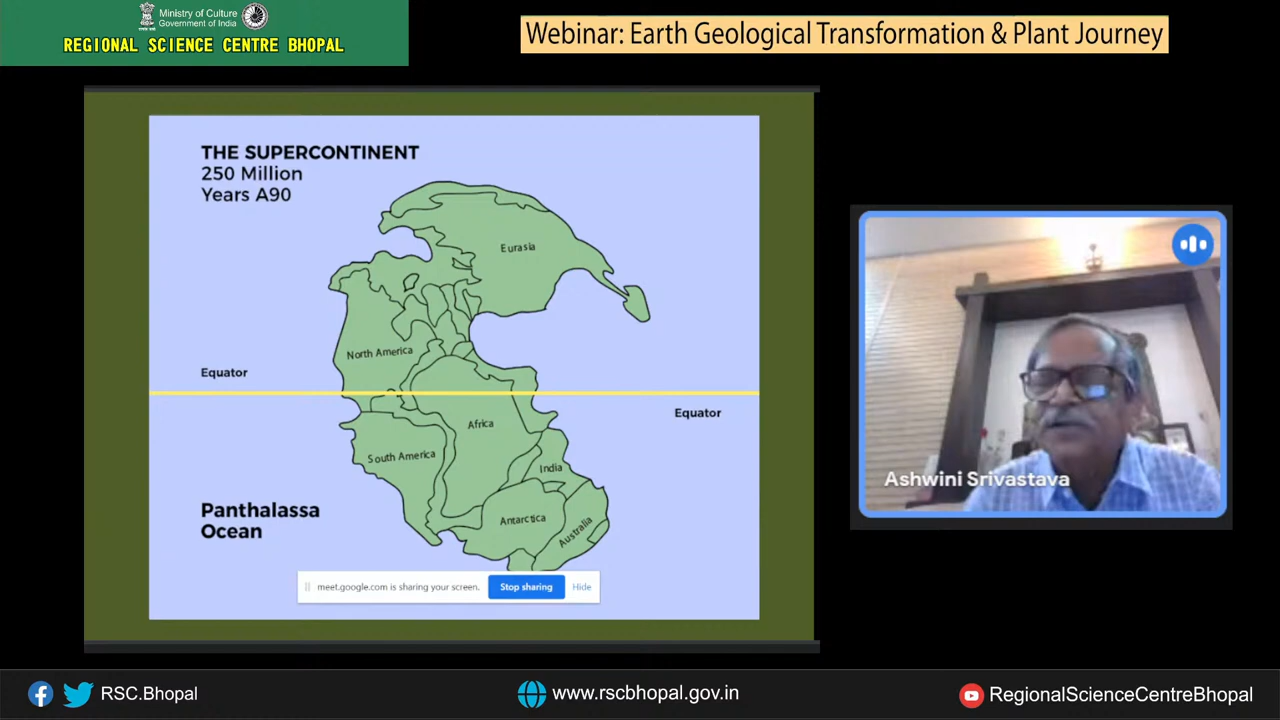 Ministry of Culture
Government of India
REGIONAL SCIENCE CENTRE BHOPAL
Webinar: Earth Geological Transformation & Plant Journey
THE SUPERCONTINENT
250 Million
Years A90
Eurasia
North America
Equator
Equator
Africa
South America
India
Antarctica
Australia
Panthalassa
Ocean
meet.google.com is sharing your screen.
Stop sharing
Hide
Ashwini Srivastava
RSC.Bhopal
www.rscbhopal.gov.in
RegionalScienceCentreBhopal